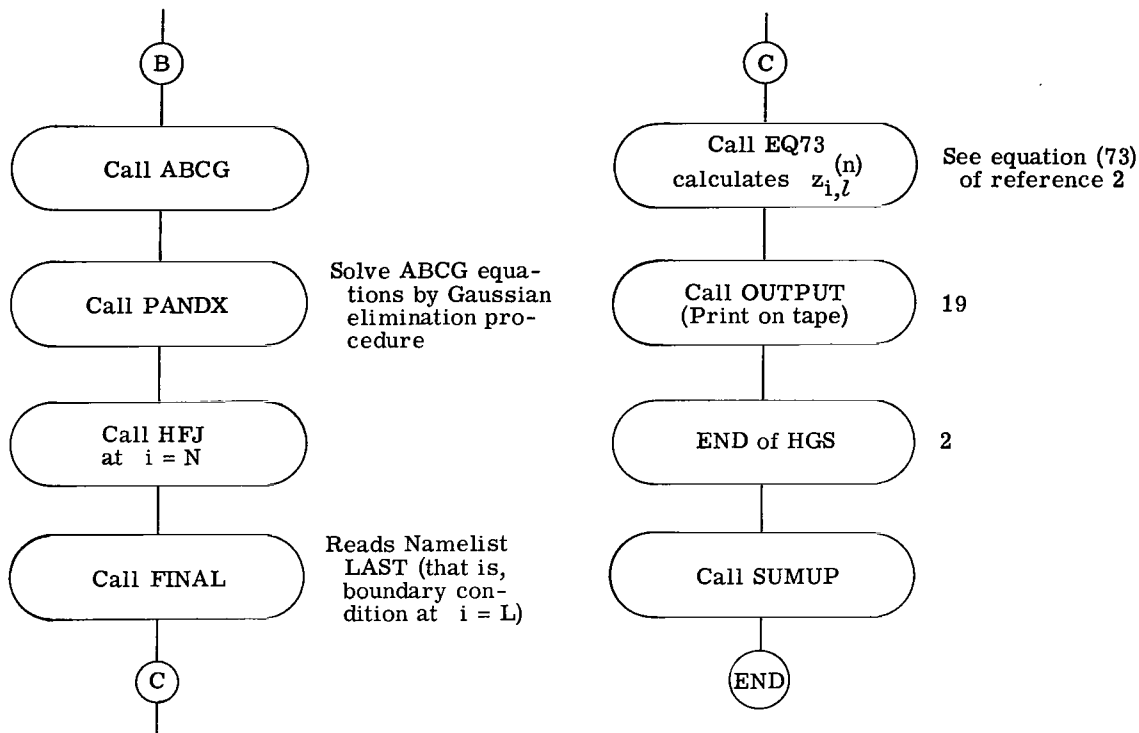 B
Call ABCG
Call PANDX
Solve ABCG equa-
tions by Gaussian
elimination pro-
cedure
Call HFJ
at i = N
Call FINAL
Reads Namelist
LAST (that is,
boundary con-
dition at i = L)
C
C
Call EQ73
calculates z_{i,l}^{(n)}
See equation (73)
of reference 2
Call OUTPUT
(Print on tape)
19
END of HGS
2
Call SUMUP
END